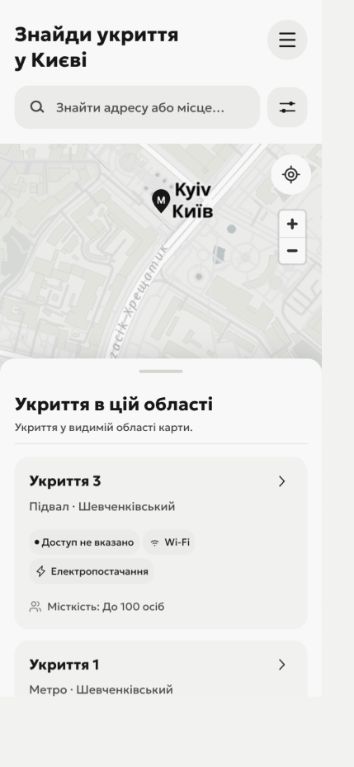 Знайди укриття
у Києві
Знайти адресу або місце…
M
Kyiv
Київ
Хрещатик
+
−
Укриття в цій області
Укриття у видимій області карти.
Укриття 3
Підвал · Шевченківський
• Доступ не вказано
Wi-Fi
Електропостачання
Місткість: До 100 осіб
Укриття 1
Метро · Шевченківський